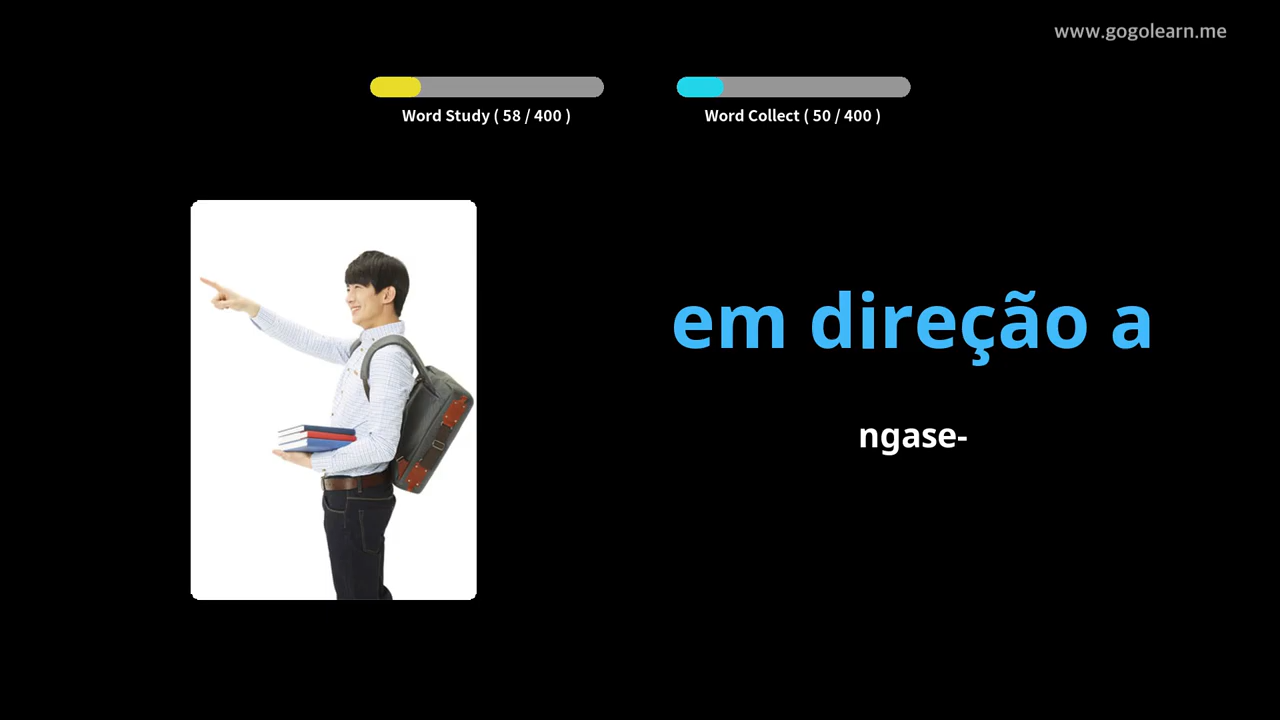 www.gogolearn.me
Word Study ( 58 / 400 )
Word Collect ( 50 / 400 )
em direção a
ngase-